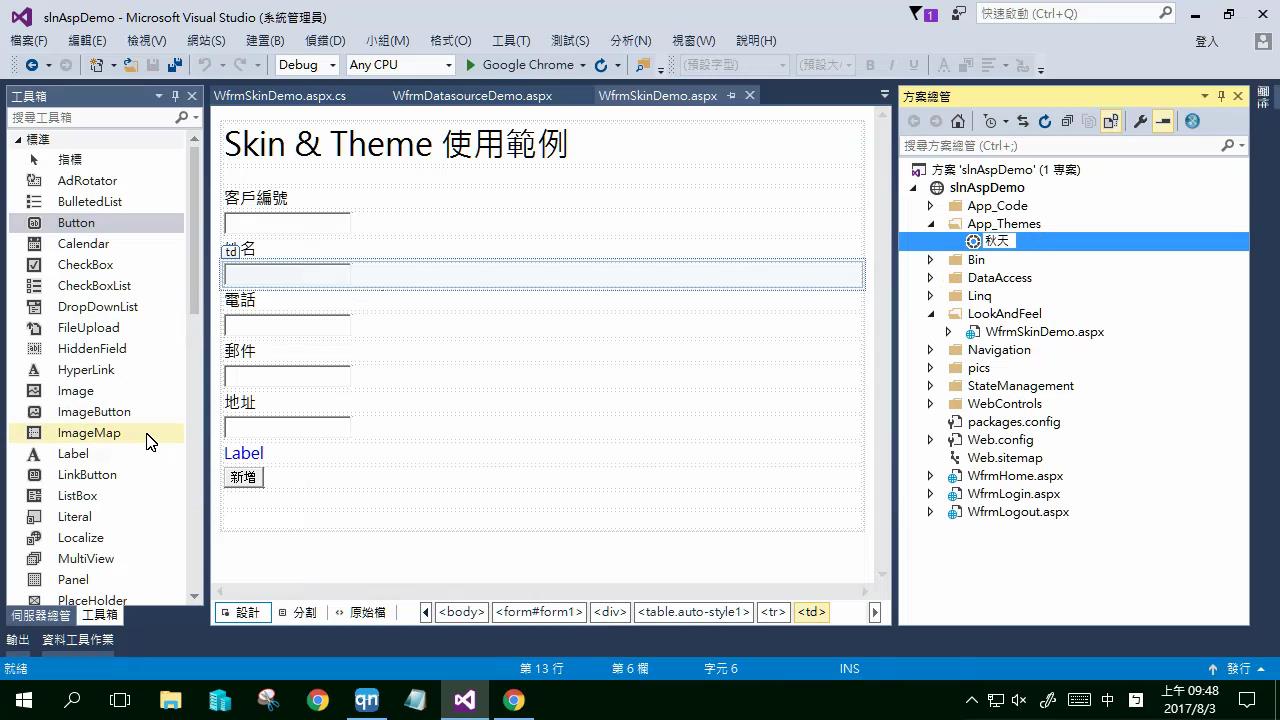 slnAspDemo - Microsoft Visual Studio (系統管理員)
1
快速啟動 (Ctrl+Q)
檔案(F) 編輯(E) 檢視(V) 網站(S) 建置(B) 偵錯(D) 小組(M) 格式(O) 工具(T) 測試(S) 分析(N) 視窗(W) 說明(H)
登入
Debug Any CPU Google Chrome (預設字型) (預設大 B I U A
工具箱
搜尋工具箱
標準
指標
AdRotator
BulletedList
Button
Calendar
CheckBox
CheckBoxList
DropDownList
FileUpload
HiddenField
HyperLink
Image
ImageButton
ImageMap
Label
LinkButton
ListBox
Literal
Localize
MultiView
Panel
PlaceHolder
伺服器總管 工具箱
WfrmSkinDemo.aspx.cs WfrmDatasourceDemo.aspx WfrmSkinDemo.aspx
Skin & Theme 使用範例
客戶編號
td 名
電話
郵件
地址
Label
新增
設計 分割 原始檔 <body> <form#form1> <div> <table.auto-style1> <tr> <td>
方案總管
搜尋方案總管 (Ctrl+;)
方案 'slnAspDemo' (1 專案)
slnAspDemo
App_Code
App_Themes
秋天
Bin
DataAccess
Linq
LookAndFeel
WfrmSkinDemo.aspx
Navigation
pics
StateManagement
WebControls
packages.config
Web.config
Web.sitemap
WfrmHome.aspx
WfrmLogin.aspx
WfrmLogout.aspx
輸出 資料工具作業
就緒 第 13 行 第 6 欄 字元 6 INS 發行
qn
中
上午 09:48
2017/8/3